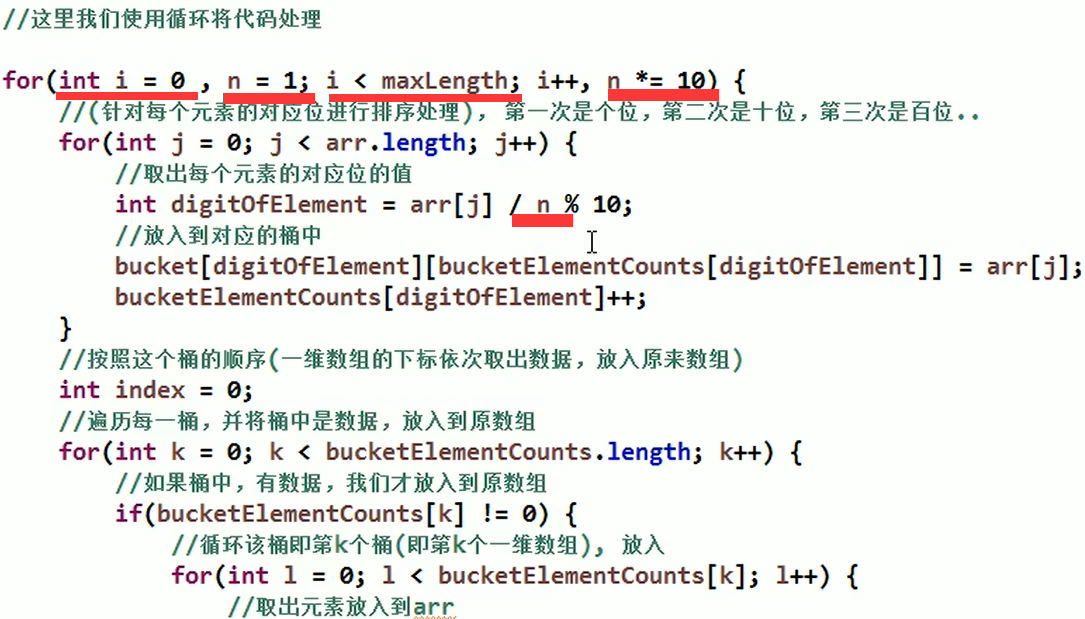 //这里我们使用循环将代码处理
for(int i = 0 , n = 1; i < maxLength; i++, n *= 10) {
//(针对每个元素的对应位进行排序处理), 第一次是个位,第二次是十位,第三次是百位..
for(int j = 0; j < arr.length; j++) {
//取出每个元素的对应位的值
int digitOfElement = arr[j] / n % 10;
//放入到对应的桶中
bucket[digitOfElement][bucketElementCounts[digitOfElement]] = arr[j];
bucketElementCounts[digitOfElement]++;
}
//按照这个桶的顺序(一维数组的下标依次取出数据,放入原来数组)
int index = 0;
//遍历每一桶,并将桶中是数据,放入到原数组
for(int k = 0; k < bucketElementCounts.length; k++) {
//如果桶中,有数据,我们才放入到原数组
if(bucketElementCounts[k] != 0) {
//循环该桶即第k个桶(即第k个一维数组), 放入
for(int l = 0; l < bucketElementCounts[k]; l++) {
//取出元素放入到arr